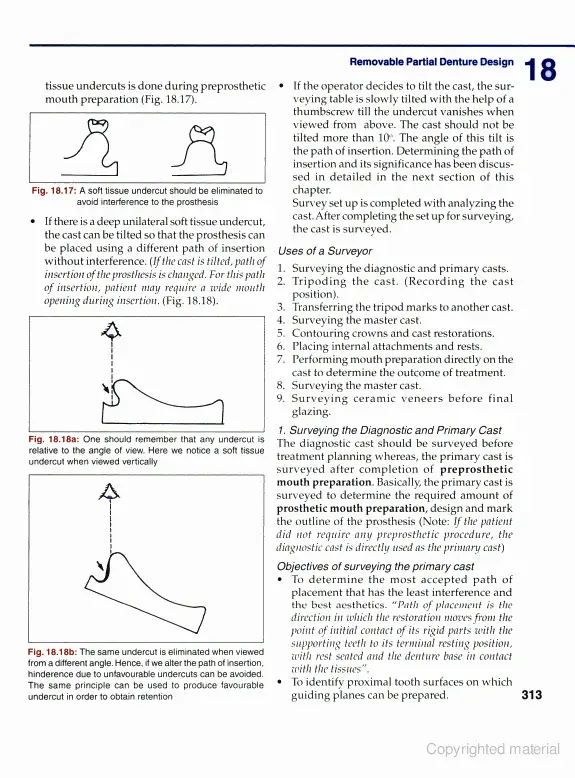 Removable Partial Denture Design
18
tissue undercuts is done during preprosthetic
mouth preparation (Fig. 18.17).
Fig. 18.17: A soft tissue undercut should be eliminated to
avoid interference to the prosthesis
• If there is a deep unilateral soft tissue undercut,
the cast can be tilted so that the prosthesis can
be placed using a different path of insertion
without interference. (If the cast is tilted, path of
insertion of the prosthesis is changed. For this path
of insertion, patient may require a wide mouth
opening during insertion. (Fig. 18.18).
Fig. 18.18a: One should remember that any undercut is
relative to the angle of view. Here we notice a soft tissue
undercut when viewed vertically
Fig. 18.18b: The same undercut is eliminated when viewed
from a different angle. Hence, if we alter the path of insertion,
hinderence due to unfavourable undercuts can be avoided.
The same principle can be used to produce favourable
undercut in order to obtain retention
• If the operator decides to tilt the cast, the sur-
veying table is slowly tilted with the help of a
thumbscrew till the undercut vanishes when
viewed from above. The cast should not be
tilted more than 10°. The angle of this tilt is
the path of insertion. Determining the path of
insertion and its significance has been discus-
sed in detailed in the next section of this
chapter.
Survey set up is completed with analyzing the
cast. After completing the set up for surveying,
the cast is surveyed.
Uses of a Surveyor
1. Surveying the diagnostic and primary casts.
2. Tripoding the cast. (Recording the cast
position).
3. Transferring the tripod marks to another cast.
4. Surveying the master cast.
5. Contouring crowns and cast restorations.
6. Placing internal attachments and rests.
7. Performing mouth preparation directly on the
cast to determine the outcome of treatment.
8. Surveying the master cast.
9. Surveying ceramic veneers before final
glazing.
1. Surveying the Diagnostic and Primary Cast
The diagnostic cast should be surveyed before
treatment planning whereas, the primary cast is
surveyed after completion of preprosthetic
mouth preparation. Basically, the primary cast is
surveyed to determine the required amount of
prosthetic mouth preparation, design and mark
the outline of the prosthesis (Note: If the patient
did not require any preprosthetic procedure, the
diagnostic cast is directly used as the primary cast)
Objectives of surveying the primary cast
• To determine the most accepted path of
placement that has the least interference and
the best aesthetics. "Path of placement is the
direction in which the restoration moves from the
point of initial contact of its rigid parts with the
supporting teeth to its terminal resting position,
with rest seated and the denture base in contact
with the tissues".
• To identify proximal tooth surfaces on which
guiding planes can be prepared.
313
Copyrighted material